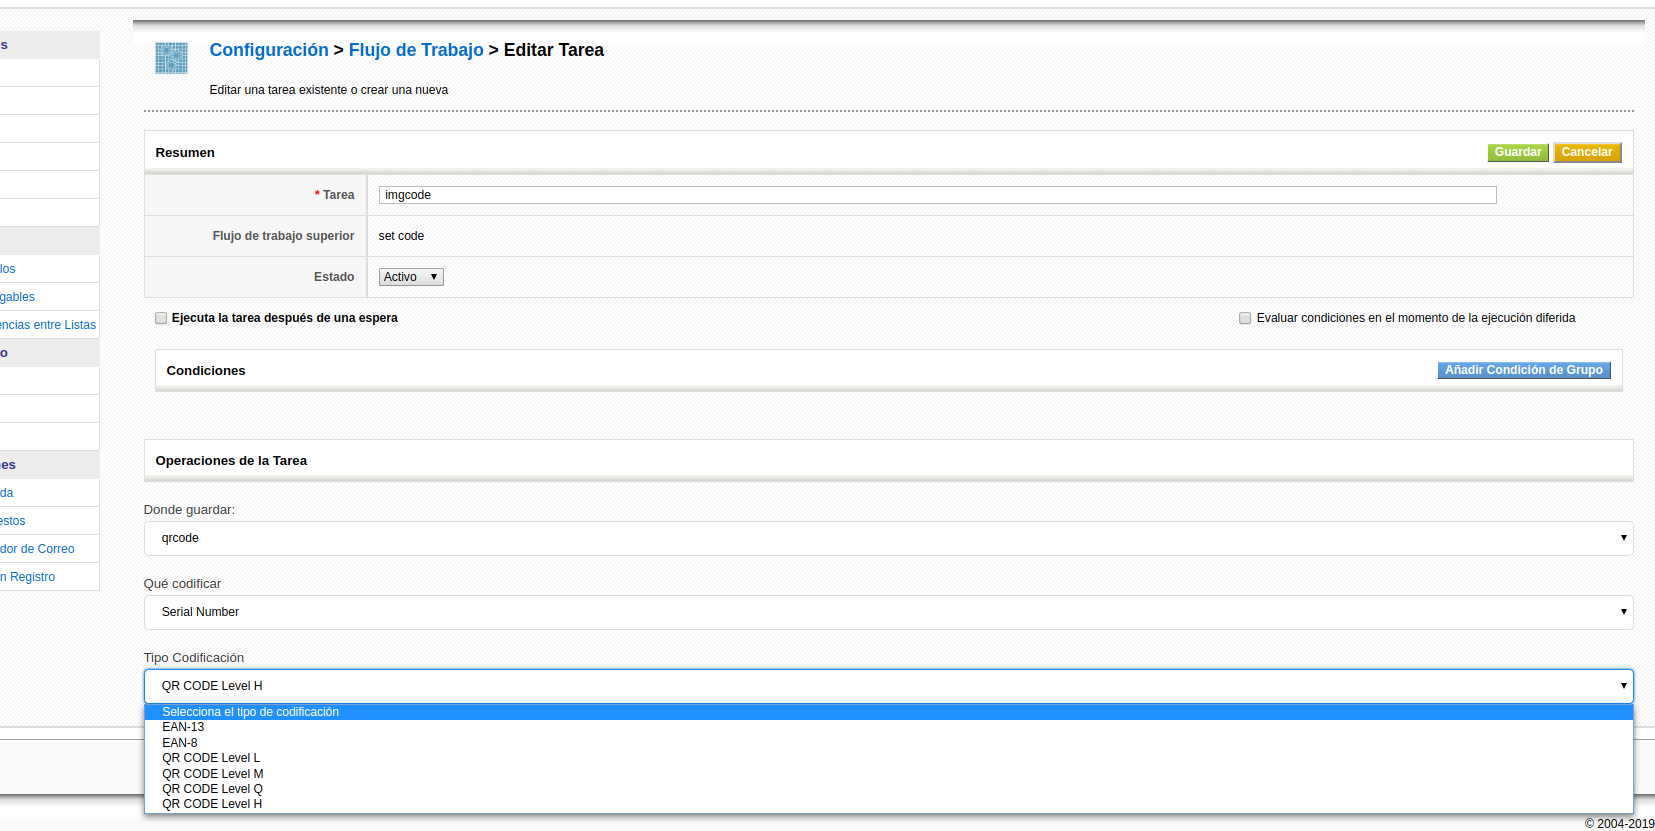 Configuración > Flujo de Trabajo > Editar Tarea
Editar una tarea existente o crear una nueva
s
los
gables
encias entre Listas
o
nes
da
estos
dor de Correo
n Registro
Resumen
Guardar Cancelar
* Tarea imgcode
Flujo de trabajo superior set code
Estado Activo
Ejecuta la tarea después de una espera
Evaluar condiciones en el momento de la ejecución diferida
Condiciones
Añadir Condición de Grupo
Operaciones de la Tarea
Donde guardar:
qrcode
Qué codificar
Serial Number
Tipo Codificación
QR CODE Level H
Selecciona el tipo de codificación
EAN-13
EAN-8
QR CODE Level L
QR CODE Level M
QR CODE Level Q
QR CODE Level H
© 2004-2019